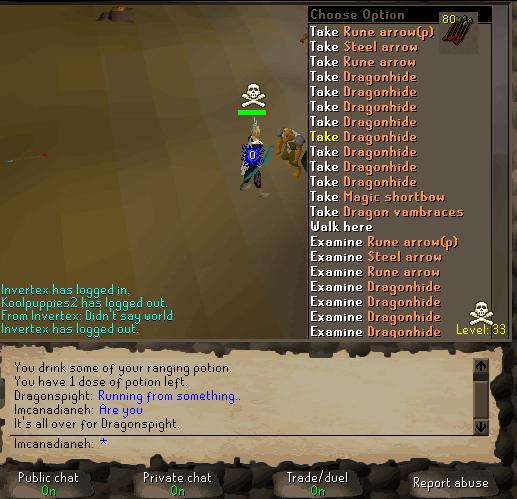 Choose Option
80
Take Rune arrow(p)
Take Steel arrow
Take Rune arrow
Take Dragonhide
Take Dragonhide
Take Dragonhide
Take Dragonhide
Take Dragonhide
Take Dragonhide
Take Dragonhide
Take Dragonhide
Take Magic shortbow
Take Dragon vambraces
Walk here
Examine Rune arrow(p)
Examine Steel arrow
Examine Rune arrow
Examine Dragonhide
Examine Dragonhide
Examine Dragonhide
Examine Dragonhide
0
Invertex has logged in.
Koolpuppies2 has logged out.
From Invertex: Didn't say world
Invertex has logged out.
Level: 33
You drink some of your ranging potion.
You have 1 dose of potion left.
Dragonspight: Running from something..
Imcanadianeh: Are you
It's all over for Dragonspight.
Imcanadianeh: *
Public chat
On
Private chat
On
Trade/duel
On
Report abuse